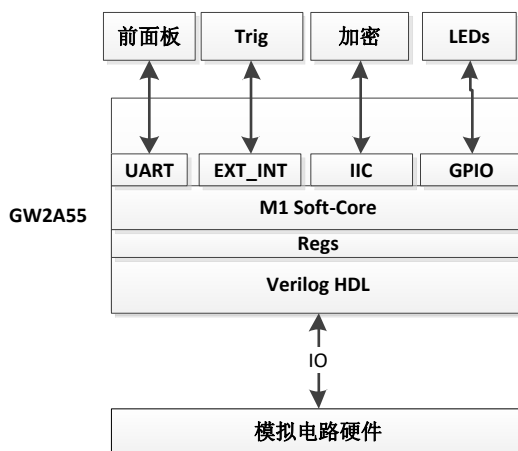 前面板 Trig 加密 LEDs
UART EXT_INT IIC GPIO
GW2A55
M1 Soft-Core
Regs
Verilog HDL
IO
模拟电路硬件